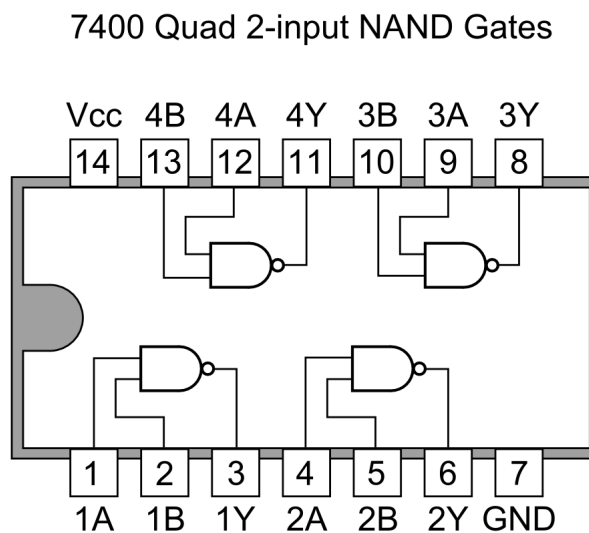 7400 Quad 2-input NAND Gates
Vcc 4B 4A 4Y 3B 3A 3Y
14 13 12 11 10 9 8
1 2 3 4 5 6 7
1A 1B 1Y 2A 2B 2Y GND